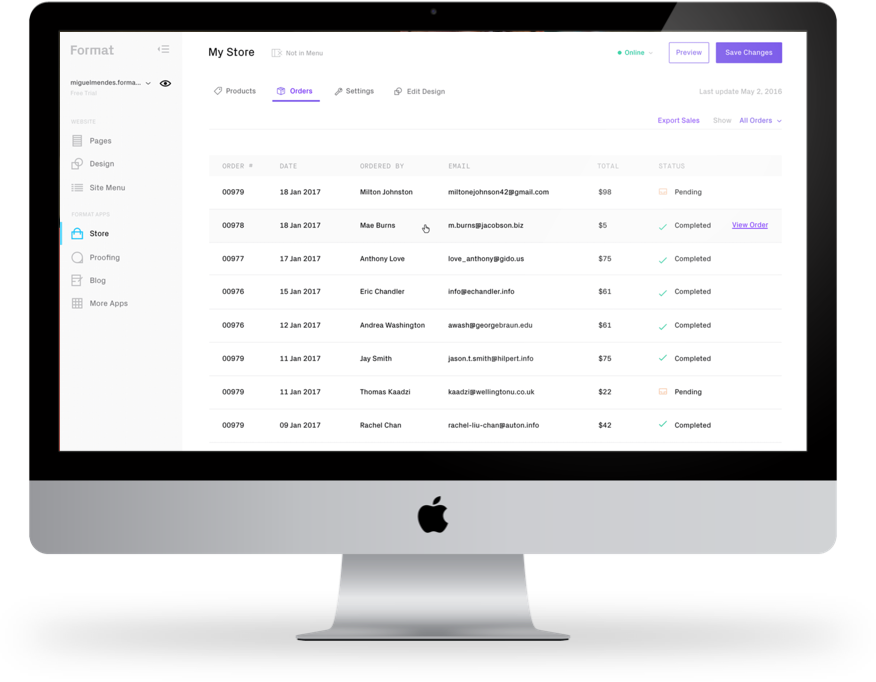 Format
My Store
Not in Menu
Online
Preview
Save Changes
miguelmendes.forma...
Free Trial
Products
Orders
Settings
Edit Design
Last update May 2, 2016
Export Sales
Show
All Orders
WEBSITE
Pages
Design
Site Menu
FORMAT APPS
Store
Proofing
Blog
More Apps
ORDER # DATE ORDERED BY EMAIL TOTAL STATUS
00979 18 Jan 2017 Milton Johnston miltonejohnson42@gmail.com $98 Pending
00978 18 Jan 2017 Mae Burns m.burns@jacobson.biz $5 Completed View Order
00977 17 Jan 2017 Anthony Love love_anthony@gido.us $75 Completed
00976 15 Jan 2017 Eric Chandler info@echandler.info $61 Completed
00976 12 Jan 2017 Andrea Washington awash@georgebraun.edu $61 Completed
00979 11 Jan 2017 Jay Smith jason.t.smith@hilpert.info $75 Completed
00979 11 Jan 2017 Thomas Kaadzi kaadzi@wellingtonu.co.uk $22 Pending
00979 09 Jan 2017 Rachel Chan rachel-liu-chan@auton.info $42 Completed